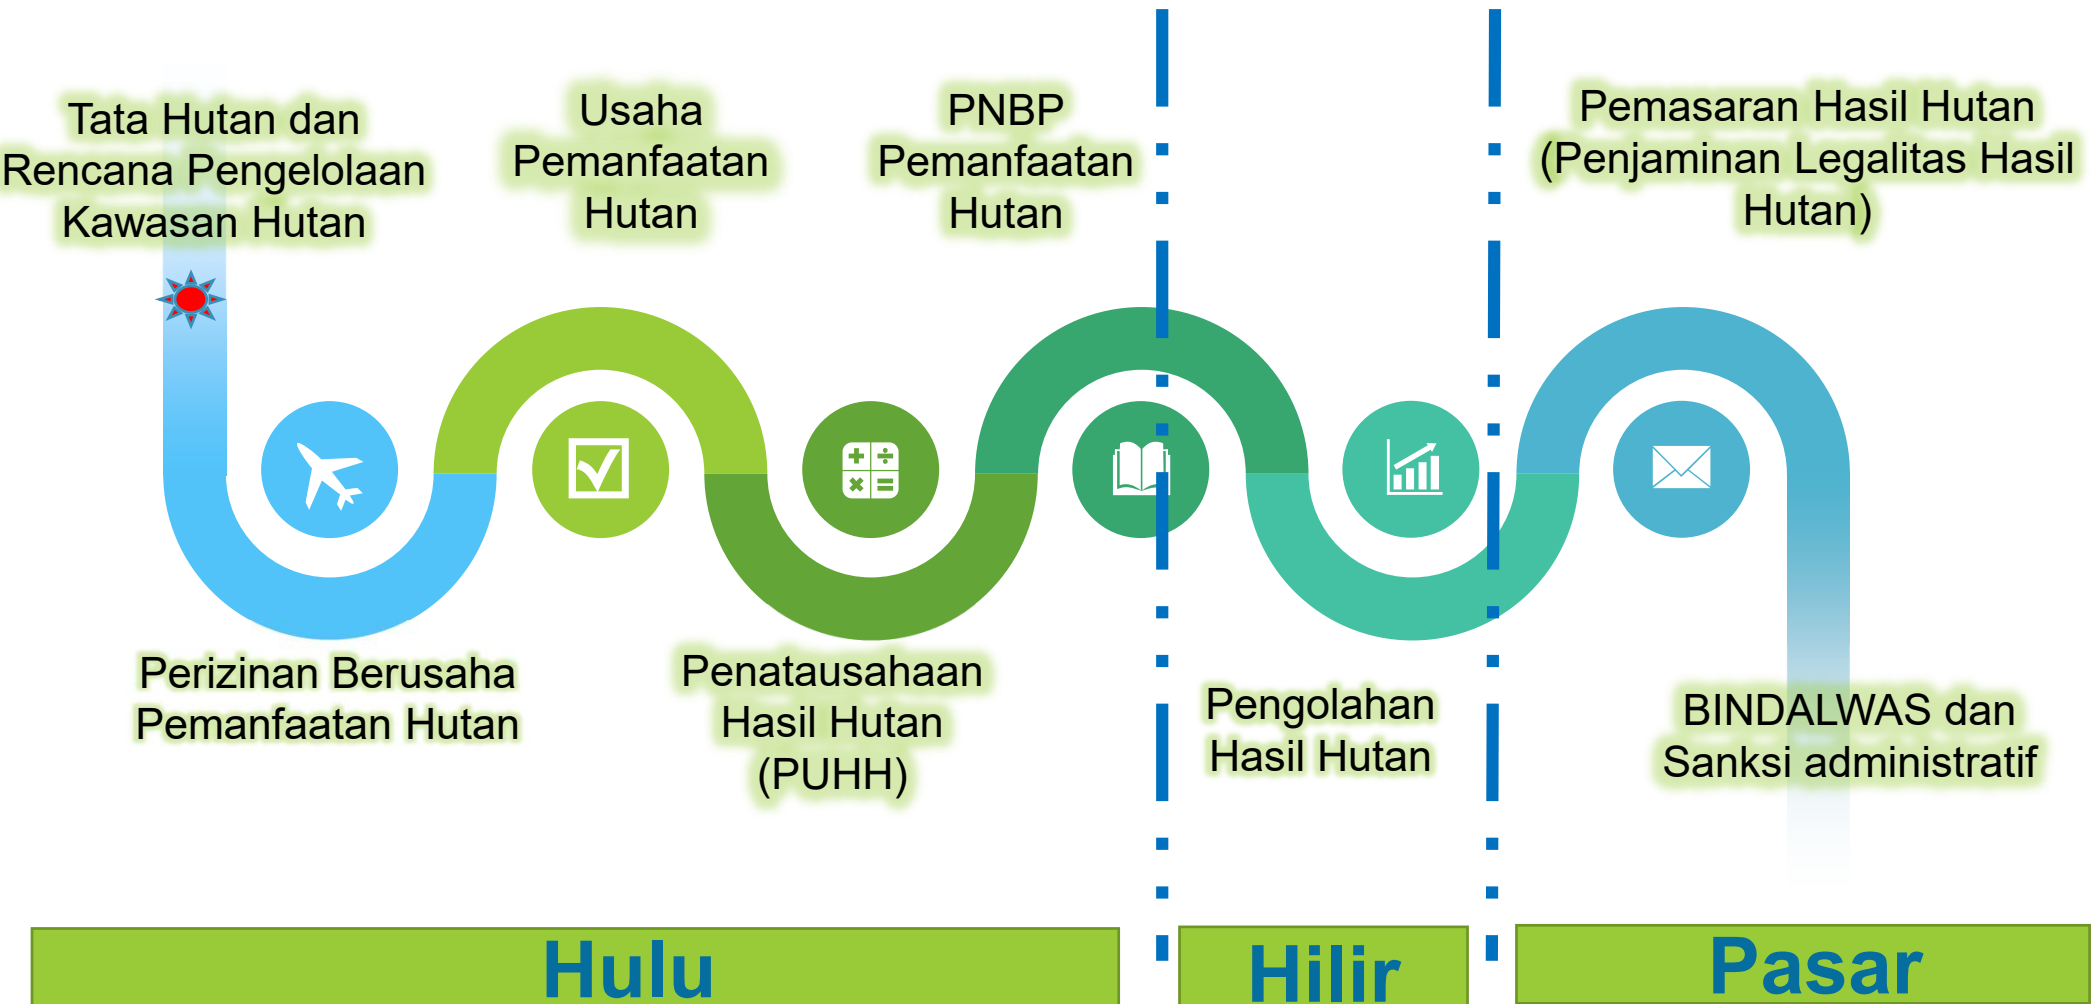 Tata Hutan dan
Rencana Pengelolaan
Kawasan Hutan
Usaha
Pemanfaatan
Hutan
PNBP
Pemanfaatan
Hutan
Pemasaran Hasil Hutan
(Penjaminan Legalitas Hasil
Hutan)
Perizinan Berusaha
Pemanfaatan Hutan
Penatausahaan
Hasil Hutan
(PUHH)
Pengolahan
Hasil Hutan
BINDALWAS dan
Sanksi administratif
Hulu
Hilir
Pasar